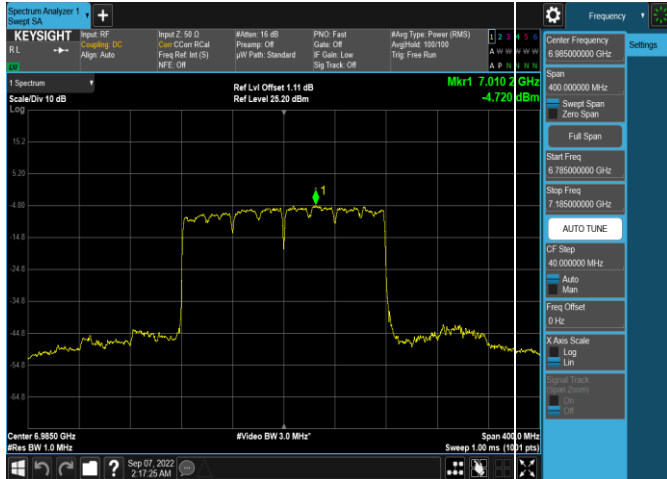 Spectrum Analyzer 1
Swept SA
+
KEYSIGHT
RL
Input: RF
Coupling: DC
Align: Auto
Input Z: 50 Ω
Corr CCorr RCal
Freq Ref: Int (S)
NFE: Off
#Atten: 16 dB
Preamp: Off
µW Path: Standard
PNO: Fast
Gate: Off
IF Gain: Low
Sig Track: Off
#Avg Type: Power (RMS)
Avg|Hold: 100/100
Trig: Free Run
1 2 3 4 5 6
A W W W W W
A P N N N N
1 Spectrum
Scale/Div 10 dB
Log
Ref Lvl Offset 1.11 dB
Ref Level 25.20 dBm
Mkr1 7.010 2 GHz
-4.720 dBm
15.2
5.20
-4.80
-14.8
-24.8
-34.8
-44.8
-54.8
-64.8
1
Center 6.9850 GHz
#Res BW 1.0 MHz
#Video BW 3.0 MHz*
Span 400.0 MHz
Sweep 1.00 ms (1001 pts)
?
Sep 07, 2022
2:17:25 AM
Frequency
Settings
Center Frequency
6.985000000 GHz
Span
400.000000 MHz
Swept Span
Zero Span
Full Span
Start Freq
6.785000000 GHz
Stop Freq
7.185000000 GHz
AUTO TUNE
CF Step
40.000000 MHz
Auto
Man
Freq Offset
0 Hz
X Axis Scale
Log
Lin
Signal Track
(Span Zoom)
On
Off